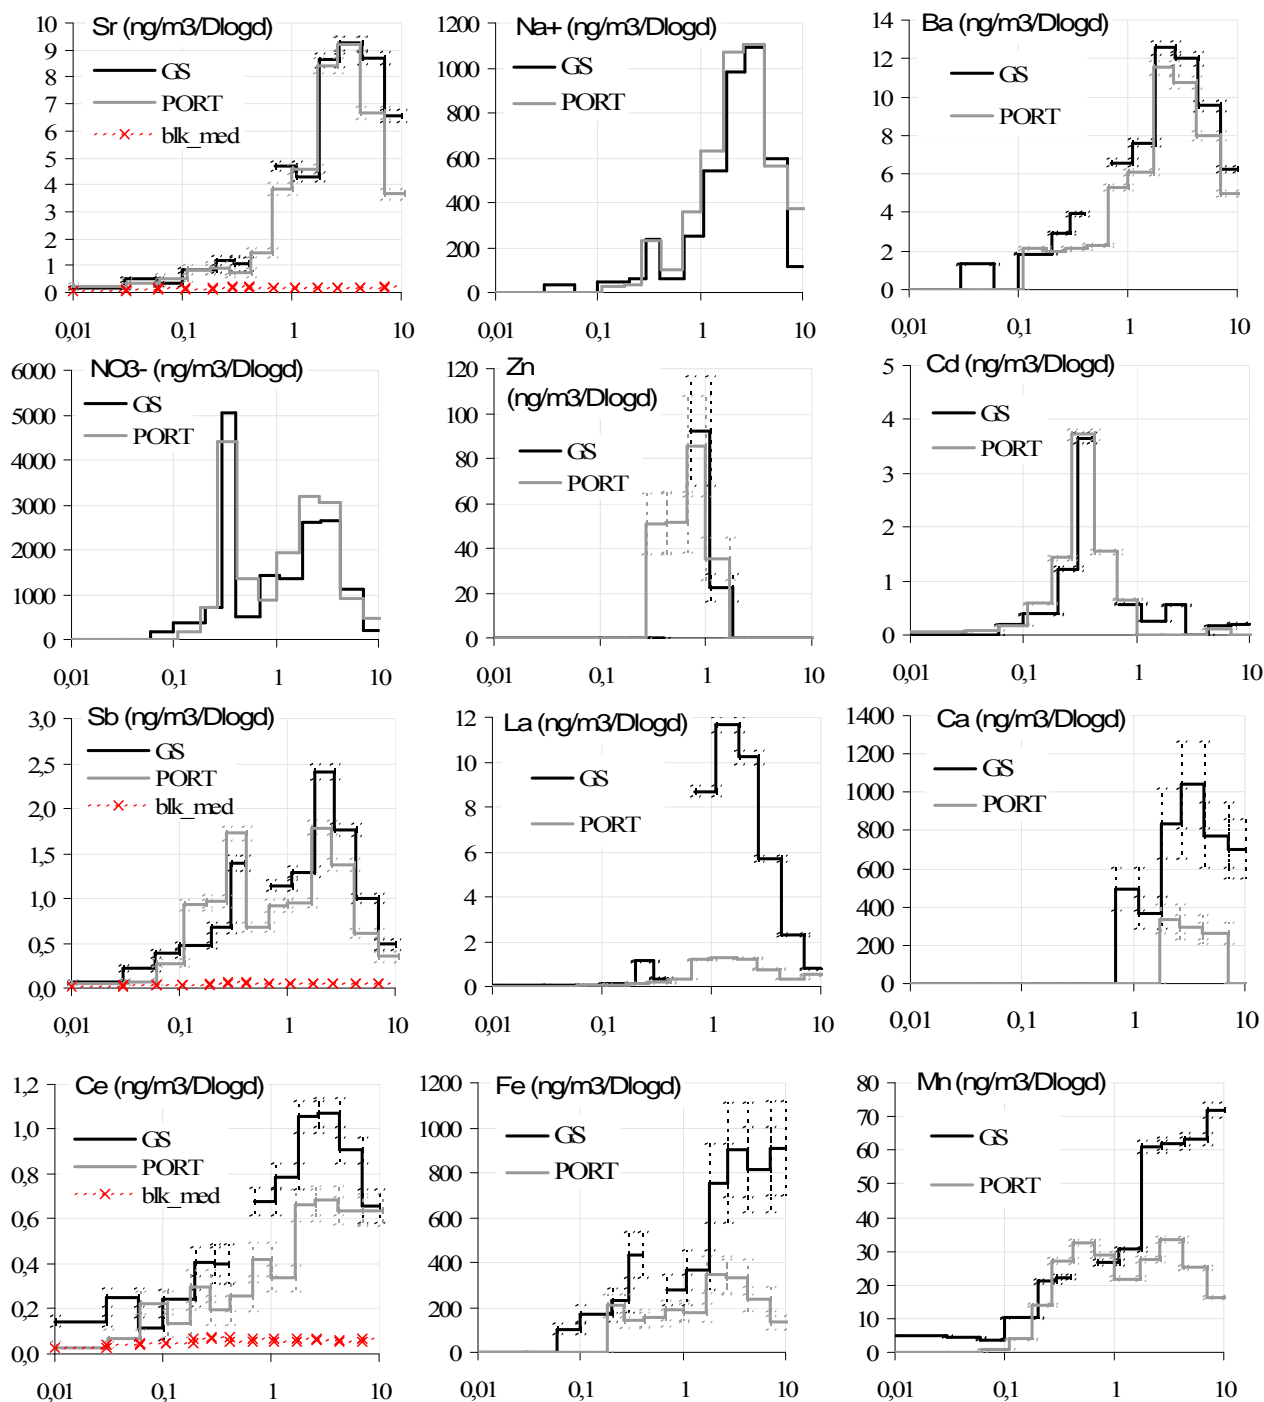 Sr (ng/m3/Dlogd)
10
9
8
7
6
5
4
3
2
1
0
GS
PORT
blk_med
0,01 0,1 1 10
Na+ (ng/m3/Dlogd)
1200
1000
800
600
400
200
0
GS
PORT
0,01 0,1 1 10
Ba (ng/m3/Dlogd)
14
12
10
8
6
4
2
0
GS
PORT
0,01 0,1 1 10
NO3- (ng/m3/Dlogd)
6000
5000
4000
3000
2000
1000
0
GS
PORT
0,01 0,1 1 10
Zn
(ng/m3/Dlogd)
120
100
80
60
40
20
0
GS
PORT
0,01 0,1 1 10
Cd (ng/m3/Dlogd)
5
4
3
2
1
0
GS
PORT
0,01 0,1 1 10
Sb (ng/m3/Dlogd)
3,0
2,5
2,0
1,5
1,0
0,5
0,0
GS
PORT
blk_med
0,01 0,1 1 10
La (ng/m3/Dlogd)
12
10
8
6
4
2
0
GS
PORT
0,01 0,1 1 10
Ca (ng/m3/Dlogd)
1400
1200
1000
800
600
400
200
0
GS
PORT
0,01 0,1 1 10
Ce (ng/m3/Dlogd)
1,2
1,0
0,8
0,6
0,4
0,2
0,0
GS
PORT
blk_med
0,01 0,1 1 10
Fe (ng/m3/Dlogd)
1200
1000
800
600
400
200
0
GS
PORT
0,01 0,1 1 10
Mn (ng/m3/Dlogd)
80
70
60
50
40
30
20
10
0
GS
PORT
0,01 0,1 1 10